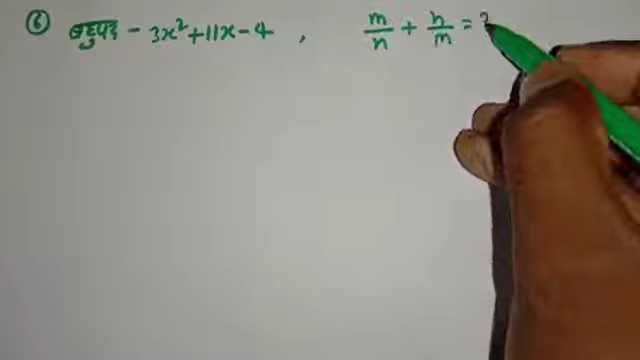 ⑥ बहुपद - 3x² + 11x - 4 , m/n + n/m = ?